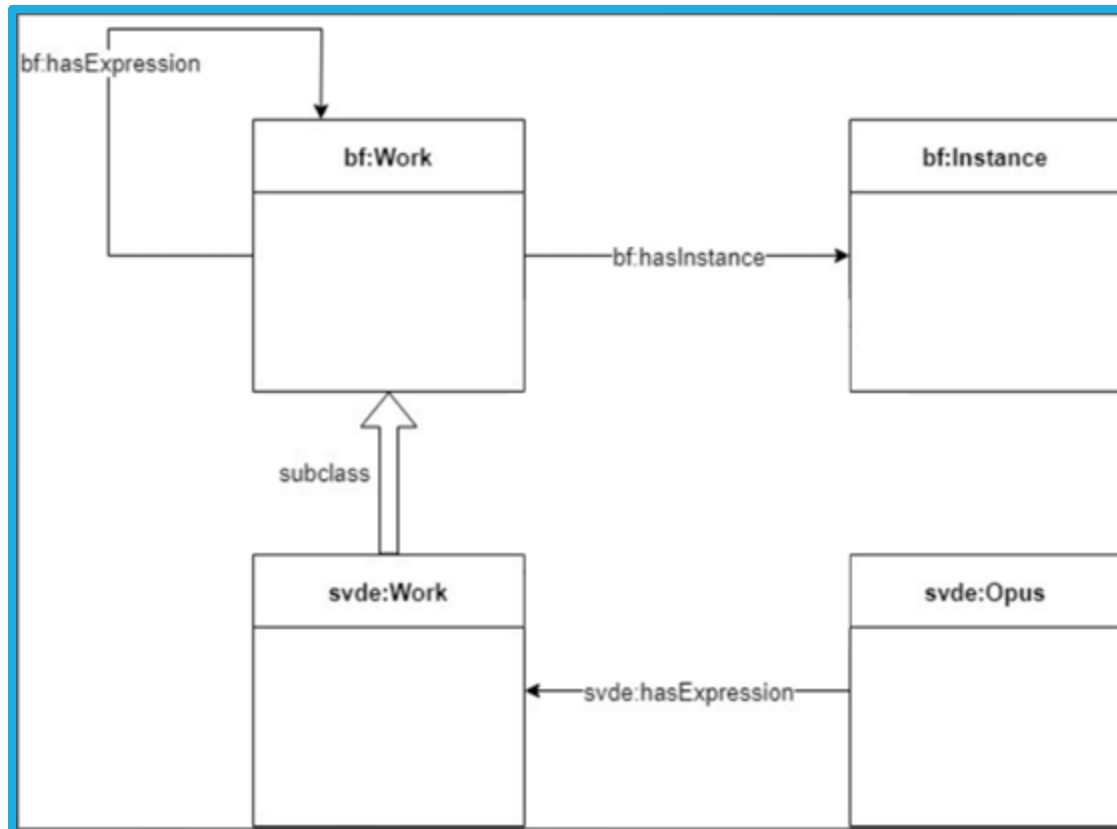 bf:hasExpression
bf:Work
bf:Instance
bf:hasInstance
subclass
svde:Work
svde:Opus
svde:hasExpression